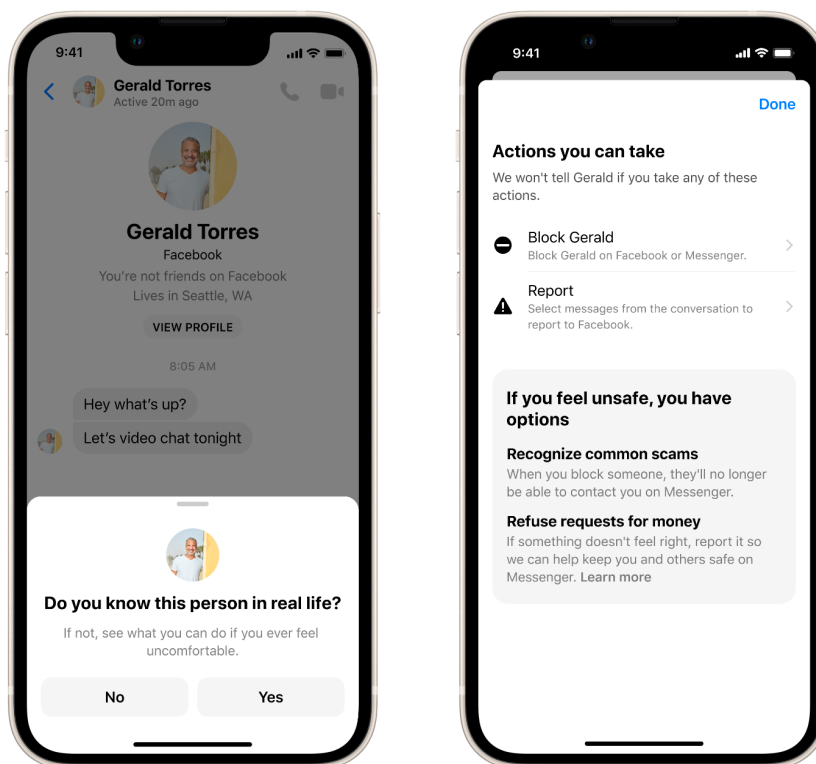 9:41
Gerald Torres
Active 20m ago
Gerald Torres
Facebook
You're not friends on Facebook
Lives in Seattle, WA
VIEW PROFILE
8:05 AM
Hey what's up?
Let's video chat tonight
Do you know this person in real life?
If not, see what you can do if you ever feel
uncomfortable.
No
Yes
9:41
Done
Actions you can take
We won't tell Gerald if you take any of these
actions.
Block Gerald
Block Gerald on Facebook or Messenger.
Report
Select messages from the conversation to
report to Facebook.
If you feel unsafe, you have
options
Recognize common scams
When you block someone, they'll no longer
be able to contact you on Messenger.
Refuse requests for money
If something doesn't feel right, report it so
we can help keep you and others safe on
Messenger. Learn more